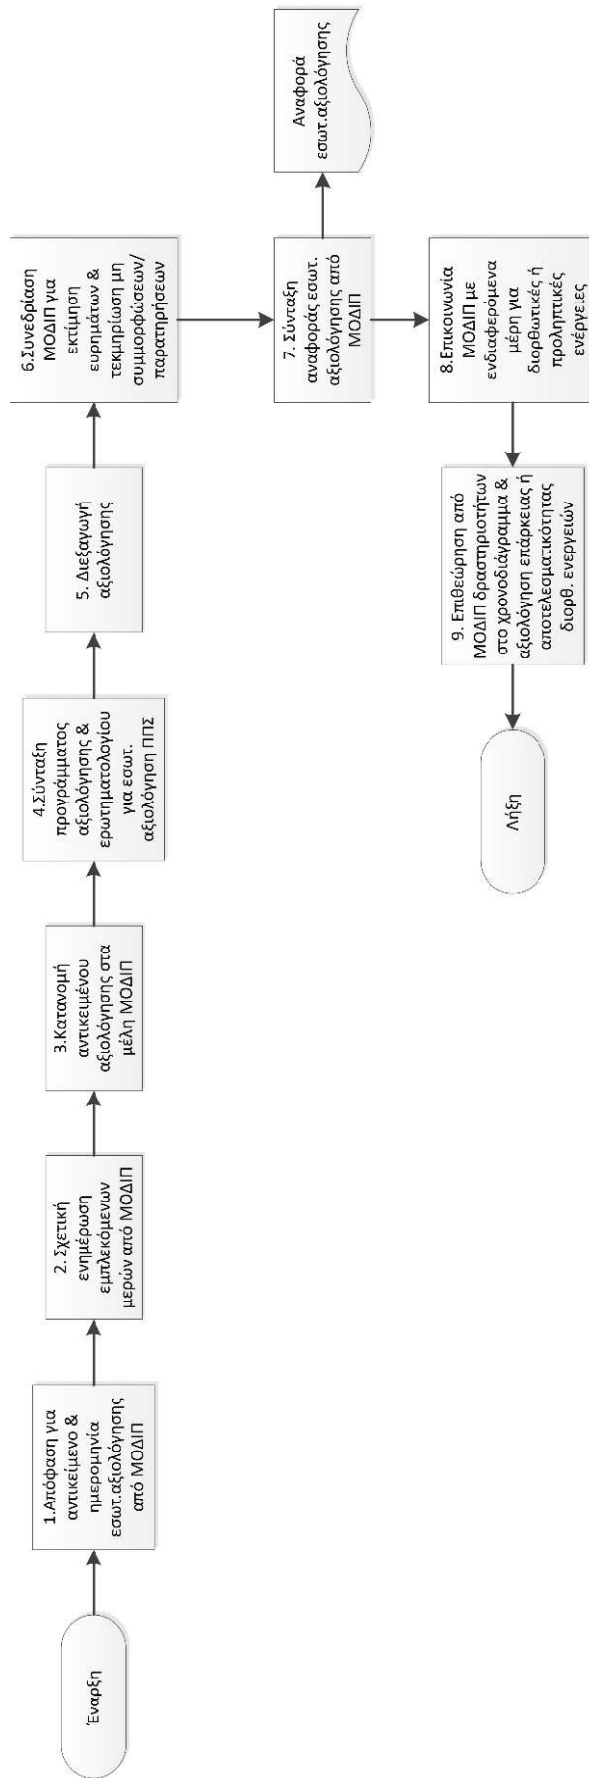 Έναρξη
1.Απόφαση για
αντικείμενο &
ημερομηνία
εσωτ.αξιολόγησης
από ΜΟΔΙΠ
2. Σχετική
ενημέρωση
εμπλεκόμενων
μερών από ΜΟΔΙΠ
3.Κατανομή
αντικειμένου
αξιολόγησης στα
μέλη ΜΟΔΙΠ
4.Σύνταξη
προγράμματος
αξιολόγησης &
ερωτηματολογίου
για εσωτ.
αξιολόγηση ΠΠΣ
5. Διεξαγωγή
αξιολόγησης
6.Συνεδρίαση
ΜΟΔΙΠ για
εκτίμηση
ευρημάτων &
τεκμηρίωση μη
συμμορφώσεων/
παρατηρήσεων
7. Σύνταξη
αναφοράς εσωτ.
αξιολόγησης από
ΜΟΔΙΠ
Αναφορά
εσωτ.αξιολόγησης
8.Επικοινωνία
ΜΟΔΙΠ με
ενδιαφερόμενα
μέρη για
διορθωτικές ή
προληπτικές
ενέργειες
9. Επιθεώρηση από
ΜΟΔΙΠ δραστηριοτήτων
στο χρονοδιάγραμμα &
αξιολόγηση επάρκειας ή
αποτελεσματικότητας
διορθ. ενεργειών
Λήξη